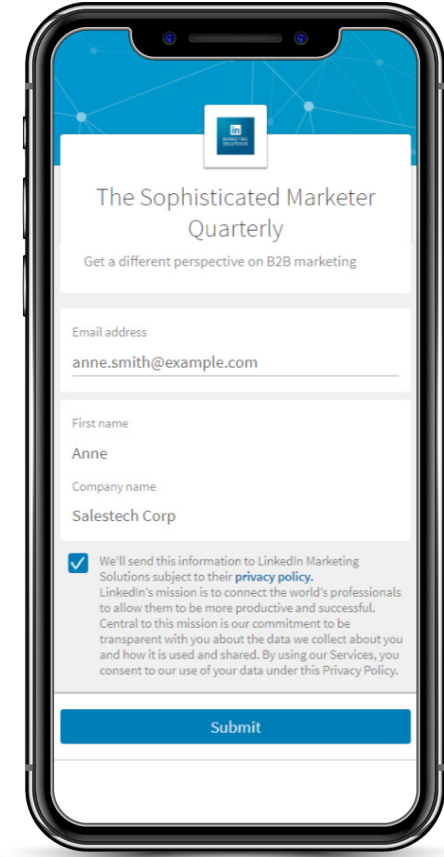 in
MARKETING
SOLUTIONS
The Sophisticated Marketer
Quarterly
Get a different perspective on B2B marketing
Email address
anne.smith@example.com
First name
Anne
Company name
Salestech Corp
We'll send this information to LinkedIn Marketing
Solutions subject to their privacy policy.
LinkedIn's mission is to connect the world's professionals
to allow them to be more productive and successful.
Central to this mission is our commitment to be
transparent with you about the data we collect about you
and how it is used and shared. By using our Services, you
consent to our use of your data under this Privacy Policy.
Submit